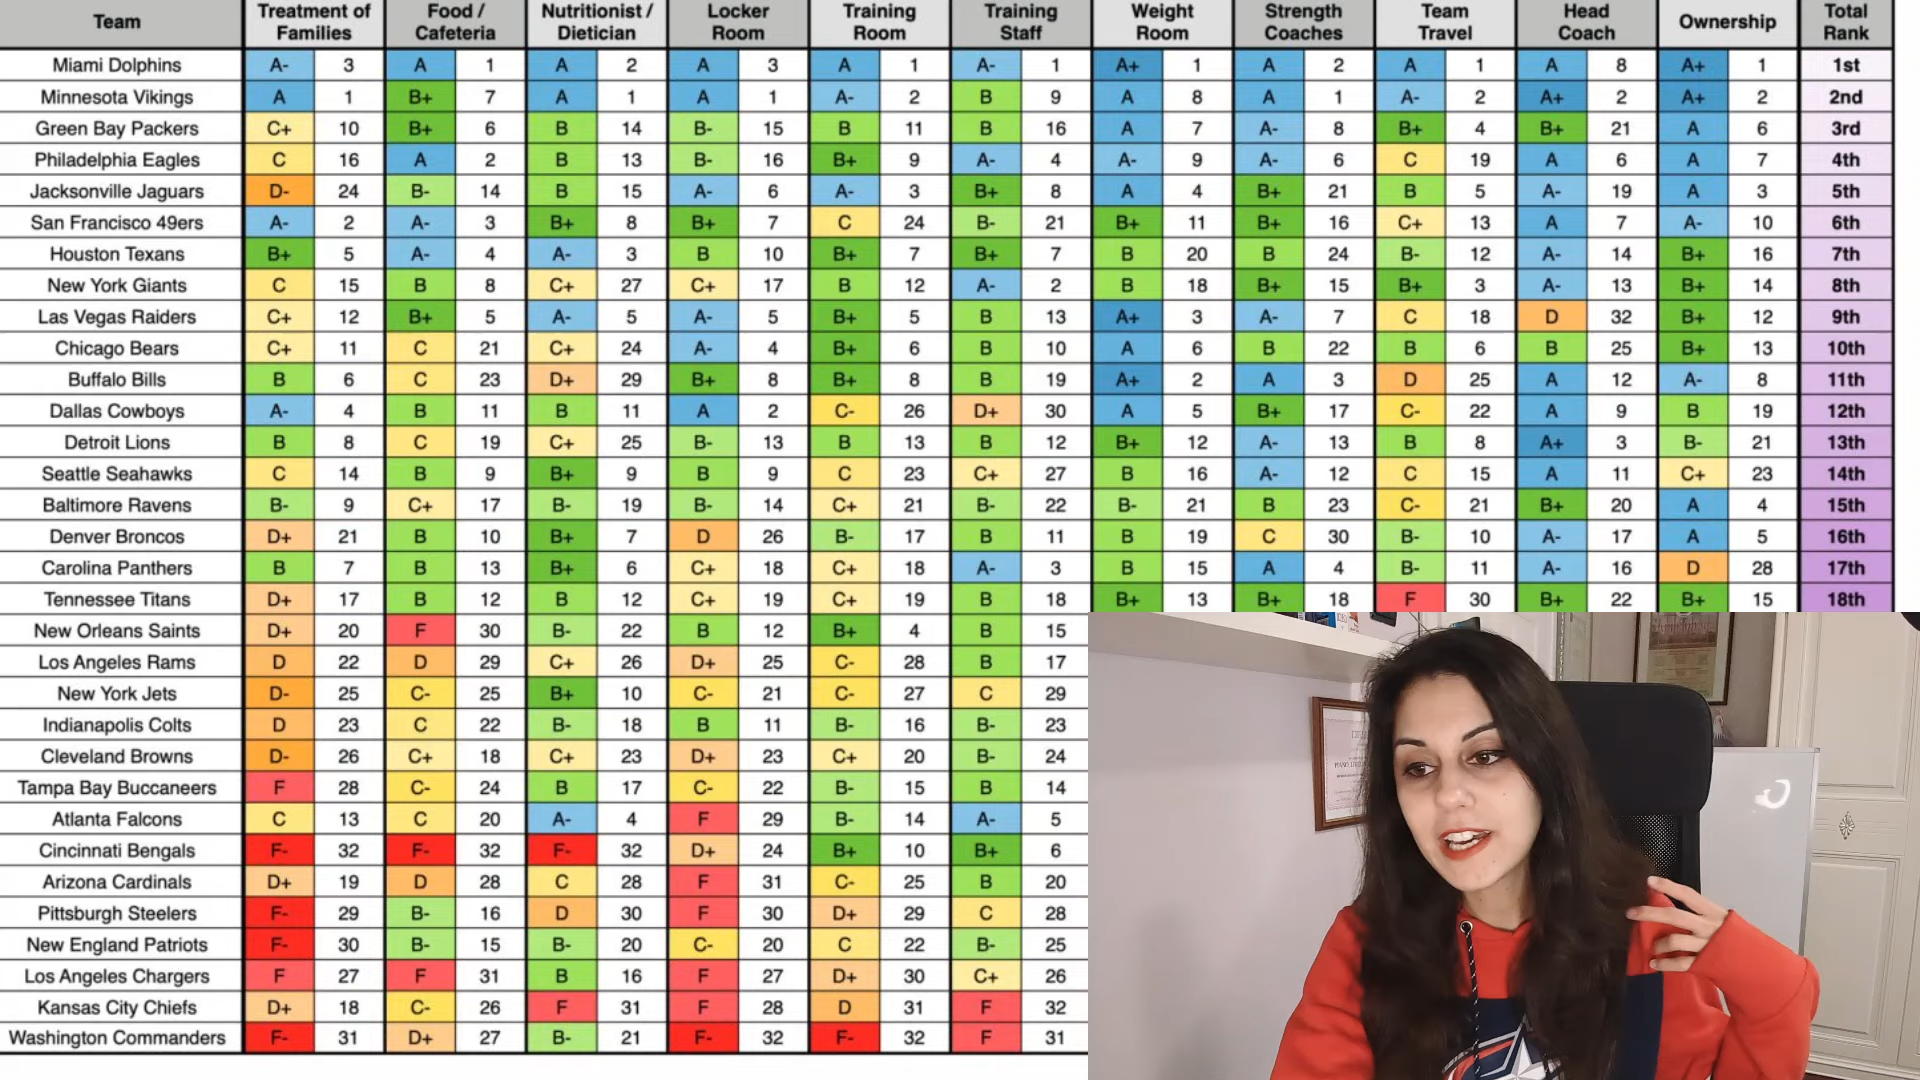 Team Treatment of Families Food / Cafeteria Nutritionist / Dietician Locker Room Training Room Training Staff Weight Room Strength Coaches Team Travel Head Coach Ownership Total Rank
Miami Dolphins A- 3 A 1 A 2 A 3 A 1 A- 1 A+ 1 A 2 A 1 A 8 A+ 1 1st
Minnesota Vikings A 1 B+ 7 A 1 A 1 A- 2 B 9 A 8 A 1 A- 2 A+ 2 A+ 2 2nd
Green Bay Packers C+ 10 B+ 6 B 14 B- 15 B 11 B 16 A 7 A- 8 B+ 4 B+ 21 A 6 3rd
Philadelphia Eagles C 16 A 2 B 13 B- 16 B+ 9 A- 4 A- 9 A- 6 C 19 A 6 A 7 4th
Jacksonville Jaguars D- 24 B- 14 B 15 A- 6 A- 3 B+ 8 A 4 B+ 21 B 5 A- 19 A 3 5th
San Francisco 49ers A- 2 A- 3 B+ 8 B+ 7 C 24 B- 21 B+ 11 B+ 16 C+ 13 A 7 A- 10 6th
Houston Texans B+ 5 A- 4 A- 3 B 10 B+ 7 B+ 7 B 20 B 24 B- 12 A- 14 B+ 16 7th
New York Giants C 15 B 8 C+ 27 C+ 17 B 12 A- 2 B 18 B+ 15 B+ 3 A- 13 B+ 14 8th
Las Vegas Raiders C+ 12 B+ 5 A- 5 A- 5 B+ 5 B 13 A+ 3 A- 7 C 18 D 32 B+ 12 9th
Chicago Bears C+ 11 C 21 C+ 24 A- 4 B+ 6 B 10 A 6 B 22 B 6 B 25 B+ 13 10th
Buffalo Bills B 6 C 23 D+ 29 B+ 8 B+ 8 B 19 A+ 2 A 3 D 25 A 12 A- 8 11th
Dallas Cowboys A- 4 B 11 B 11 A 2 C- 26 D+ 30 A 5 B+ 17 C- 22 A 9 B 19 12th
Detroit Lions B 8 C 19 C+ 25 B- 13 B 13 B 12 B+ 12 A- 13 B 8 A+ 3 B- 21 13th
Seattle Seahawks C 14 B 9 B+ 9 B 9 C 23 C+ 27 B 16 A- 12 C 15 A 11 C+ 23 14th
Baltimore Ravens B- 9 C+ 17 B- 19 B- 14 C+ 21 B- 22 B- 21 B 23 C- 21 B+ 20 A 4 15th
Denver Broncos D+ 21 B 10 B+ 7 D 26 B- 17 B 11 B 19 C 30 B- 10 A- 17 A 5 16th
Carolina Panthers B 7 B 13 B+ 6 C+ 18 C+ 18 A- 3 B 15 A 4 B- 11 A- 16 D 28 17th
Tennessee Titans D+ 17 B 12 B 12 C+ 19 C+ 19 B 18 B+ 13 B+ 18 F 30 B+ 22 B+ 15 18th
New Orleans Saints D+ 20 F 30 B- 22 B 12 B+ 4 B 15
Los Angeles Rams D 22 D 29 C+ 26 D+ 25 C- 28 B 17
New York Jets D- 25 C- 25 B+ 10 C- 21 C- 27 C 29
Indianapolis Colts D 23 C 22 B- 18 B 11 B- 16 B- 23
Cleveland Browns D- 26 C+ 18 C+ 23 D+ 23 C+ 20 B- 24
Tampa Bay Buccaneers F 28 C- 24 B 17 C- 22 B- 15 B 14
Atlanta Falcons C 13 C 20 A- 4 F 29 B- 14 A- 5
Cincinnati Bengals F- 32 F- 32 F- 32 D+ 24 B+ 10 B+ 6
Arizona Cardinals D+ 19 D 28 C 28 F 31 C- 25 B 20
Pittsburgh Steelers F- 29 B- 16 D 30 F 30 D+ 29 C 28
New England Patriots F- 30 B- 15 B- 20 C- 20 C 22 B- 25
Los Angeles Chargers F 27 F 31 B 16 F 27 D+ 30 C+ 26
Kansas City Chiefs D+ 18 C- 26 F 31 F 28 D 31 F 32
Washington Commanders F- 31 D+ 27 B- 21 F- 32 F- 32 F 31